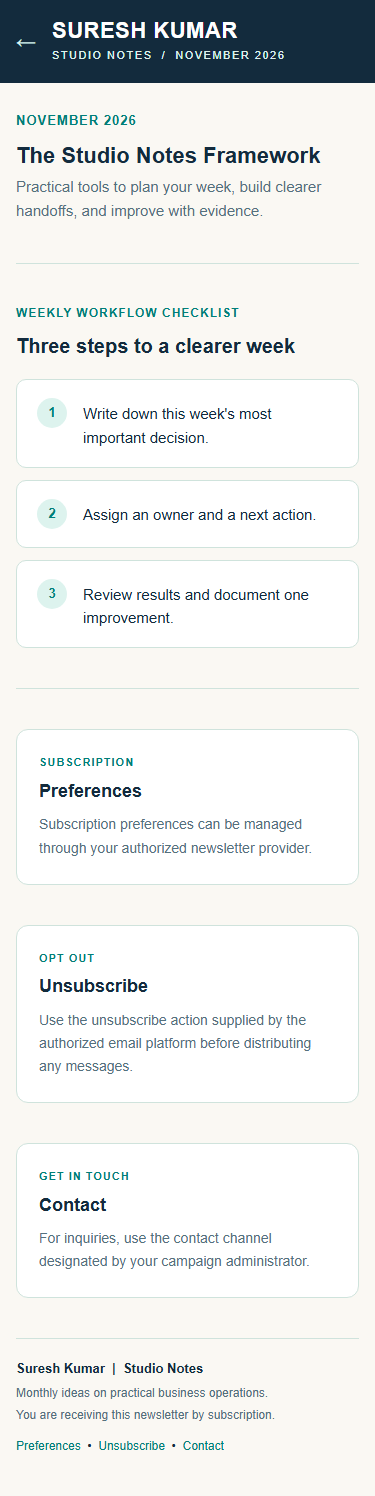 ← SURESH KUMAR
STUDIO NOTES / NOVEMBER 2026
NOVEMBER 2026
The Studio Notes Framework
Practical tools to plan your week, build clearer
handoffs, and improve with evidence.
WEEKLY WORKFLOW CHECKLIST
Three steps to a clearer week
1 Write down this week's most
important decision.
2 Assign an owner and a next action.
3 Review results and document one
improvement.
SUBSCRIPTION
Preferences
Subscription preferences can be managed
through your authorized newsletter provider.
OPT OUT
Unsubscribe
Use the unsubscribe action supplied by the
authorized email platform before distributing
any messages.
GET IN TOUCH
Contact
For inquiries, use the contact channel
designated by your campaign administrator.
Suresh Kumar | Studio Notes
Monthly ideas on practical business operations.
You are receiving this newsletter by subscription.
Preferences • Unsubscribe • Contact